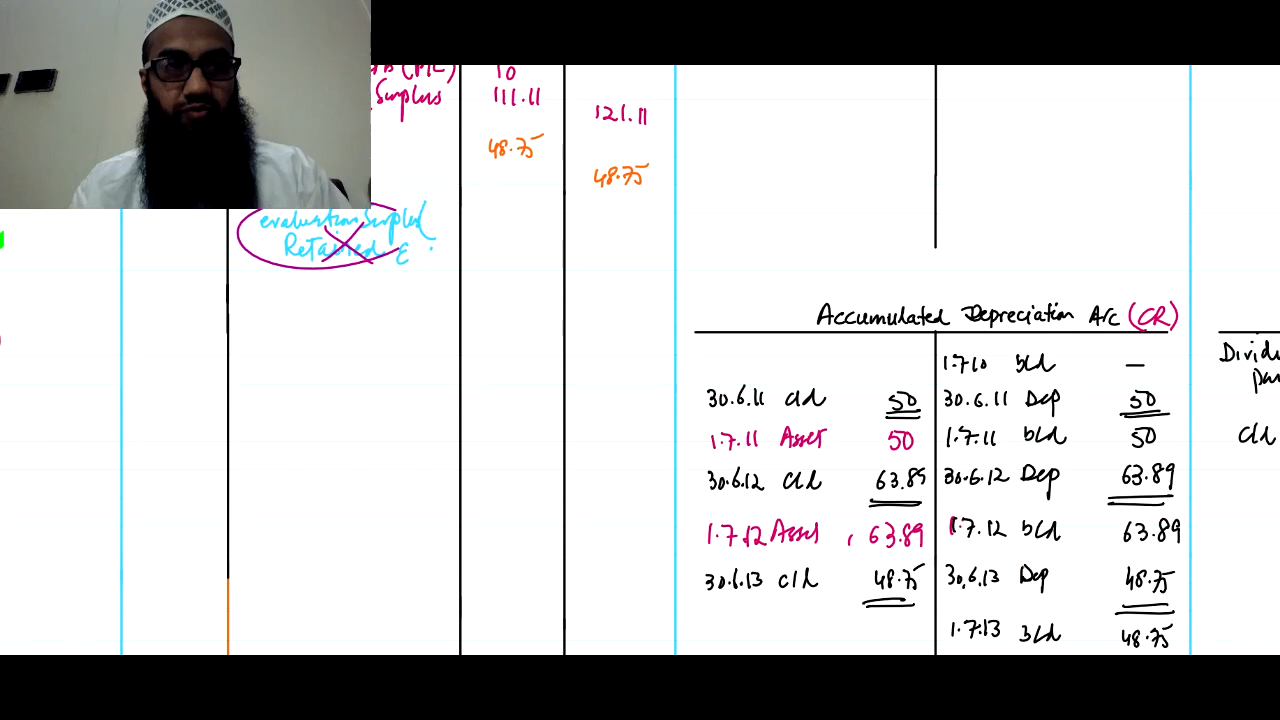 10
Surplus 111.11
121.11
48.75
48.75
evaluation Surplus
Retained E
Accumulated Depreciation A/c (CR)
1.7.10 b/d —
30.6.11 c/d 50 30.6.11 Dep 50
1.7.11 Asset 50 1.7.11 b/d 50
30.6.12 c/d 63.89 30.6.12 Dep 63.89
1.7.12 Asset 63.89 1.7.12 b/d 63.89
30.6.13 c/d 48.75 30.6.13 Dep 48.75
1.7.13 b/d 48.75
Divide
c/d